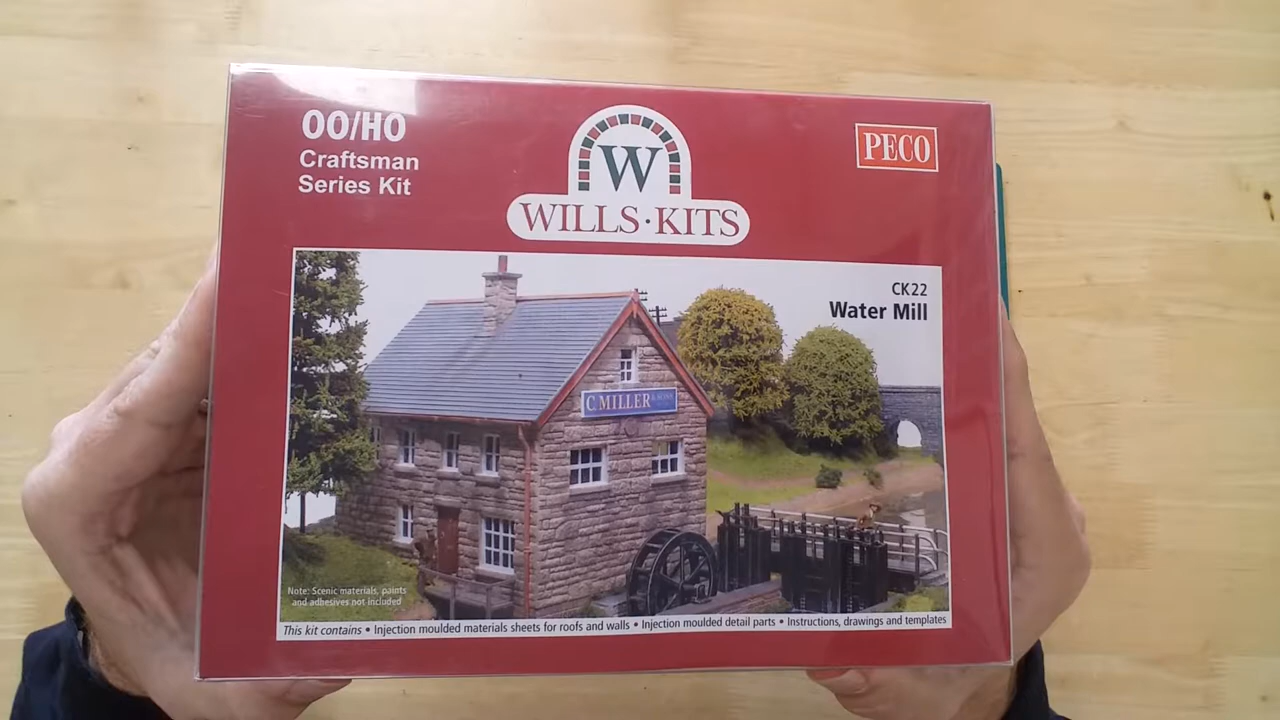 OO/HO
Craftsman
Series Kit
W
WILLS·KITS
PECO
CK22
Water Mill
C MILLER & SONS
Note: Scenic materials, paints
and adhesives not included
This kit contains • Injection moulded materials sheets for roofs and walls • Injection moulded detail parts • Instructions, drawings and templates